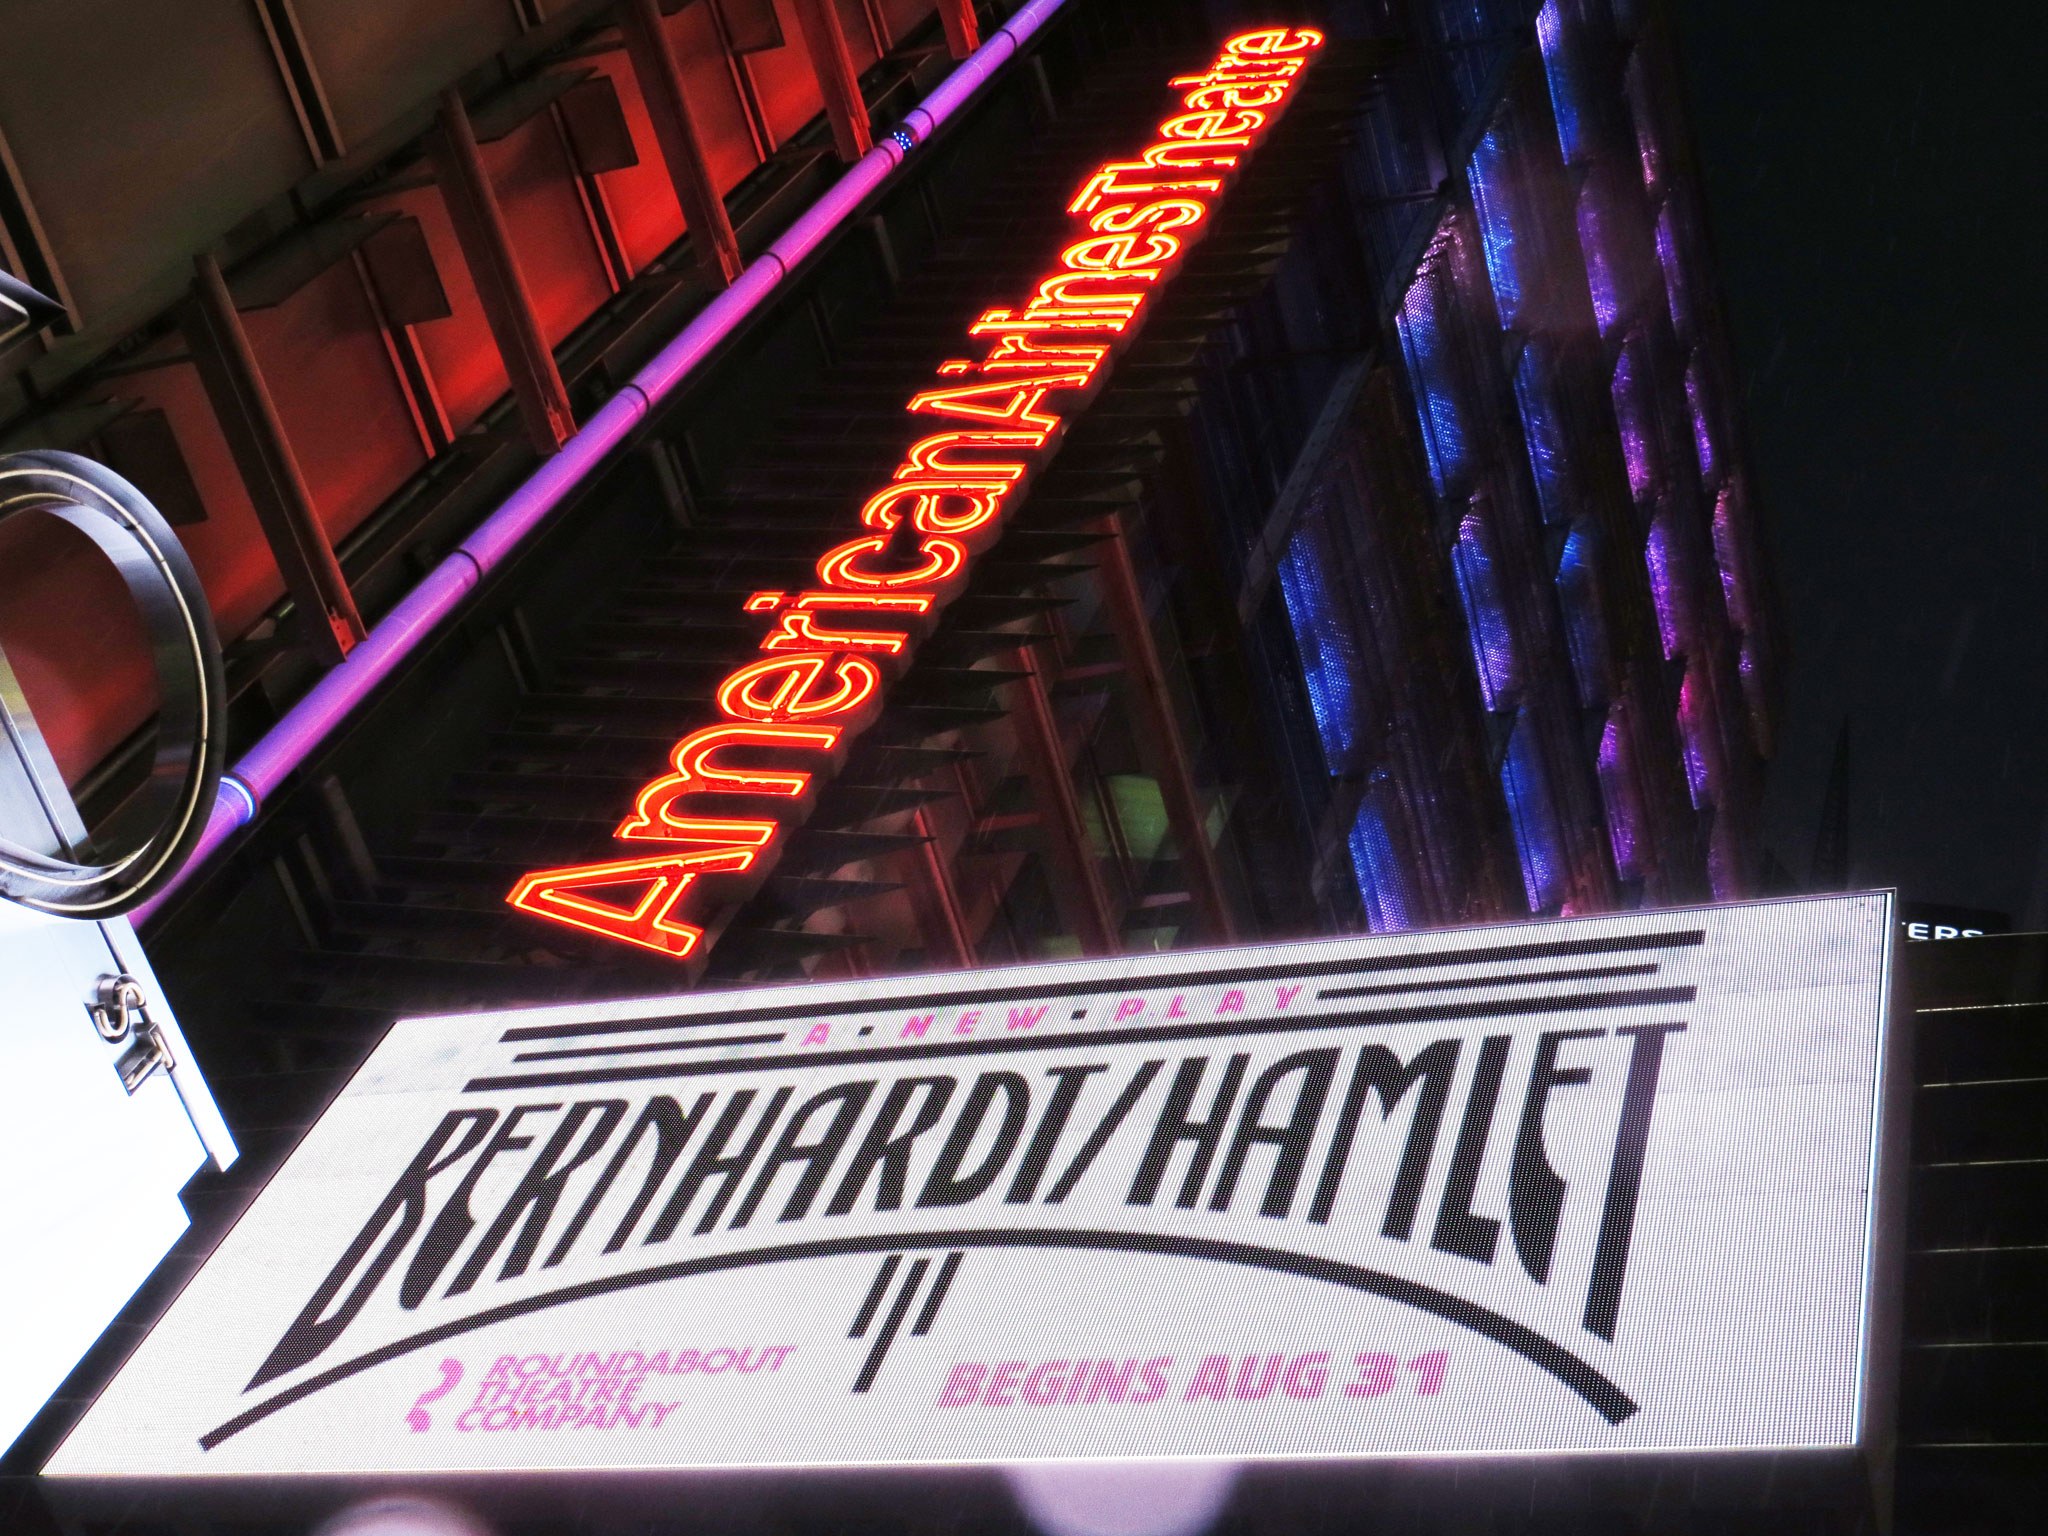 AmericanAirlinesTheatre
A • NEW • PLAY
BERNHARDT/HAMLET
ROUNDABOUT
THEATRE
COMPANY
BEGINS AUG 31